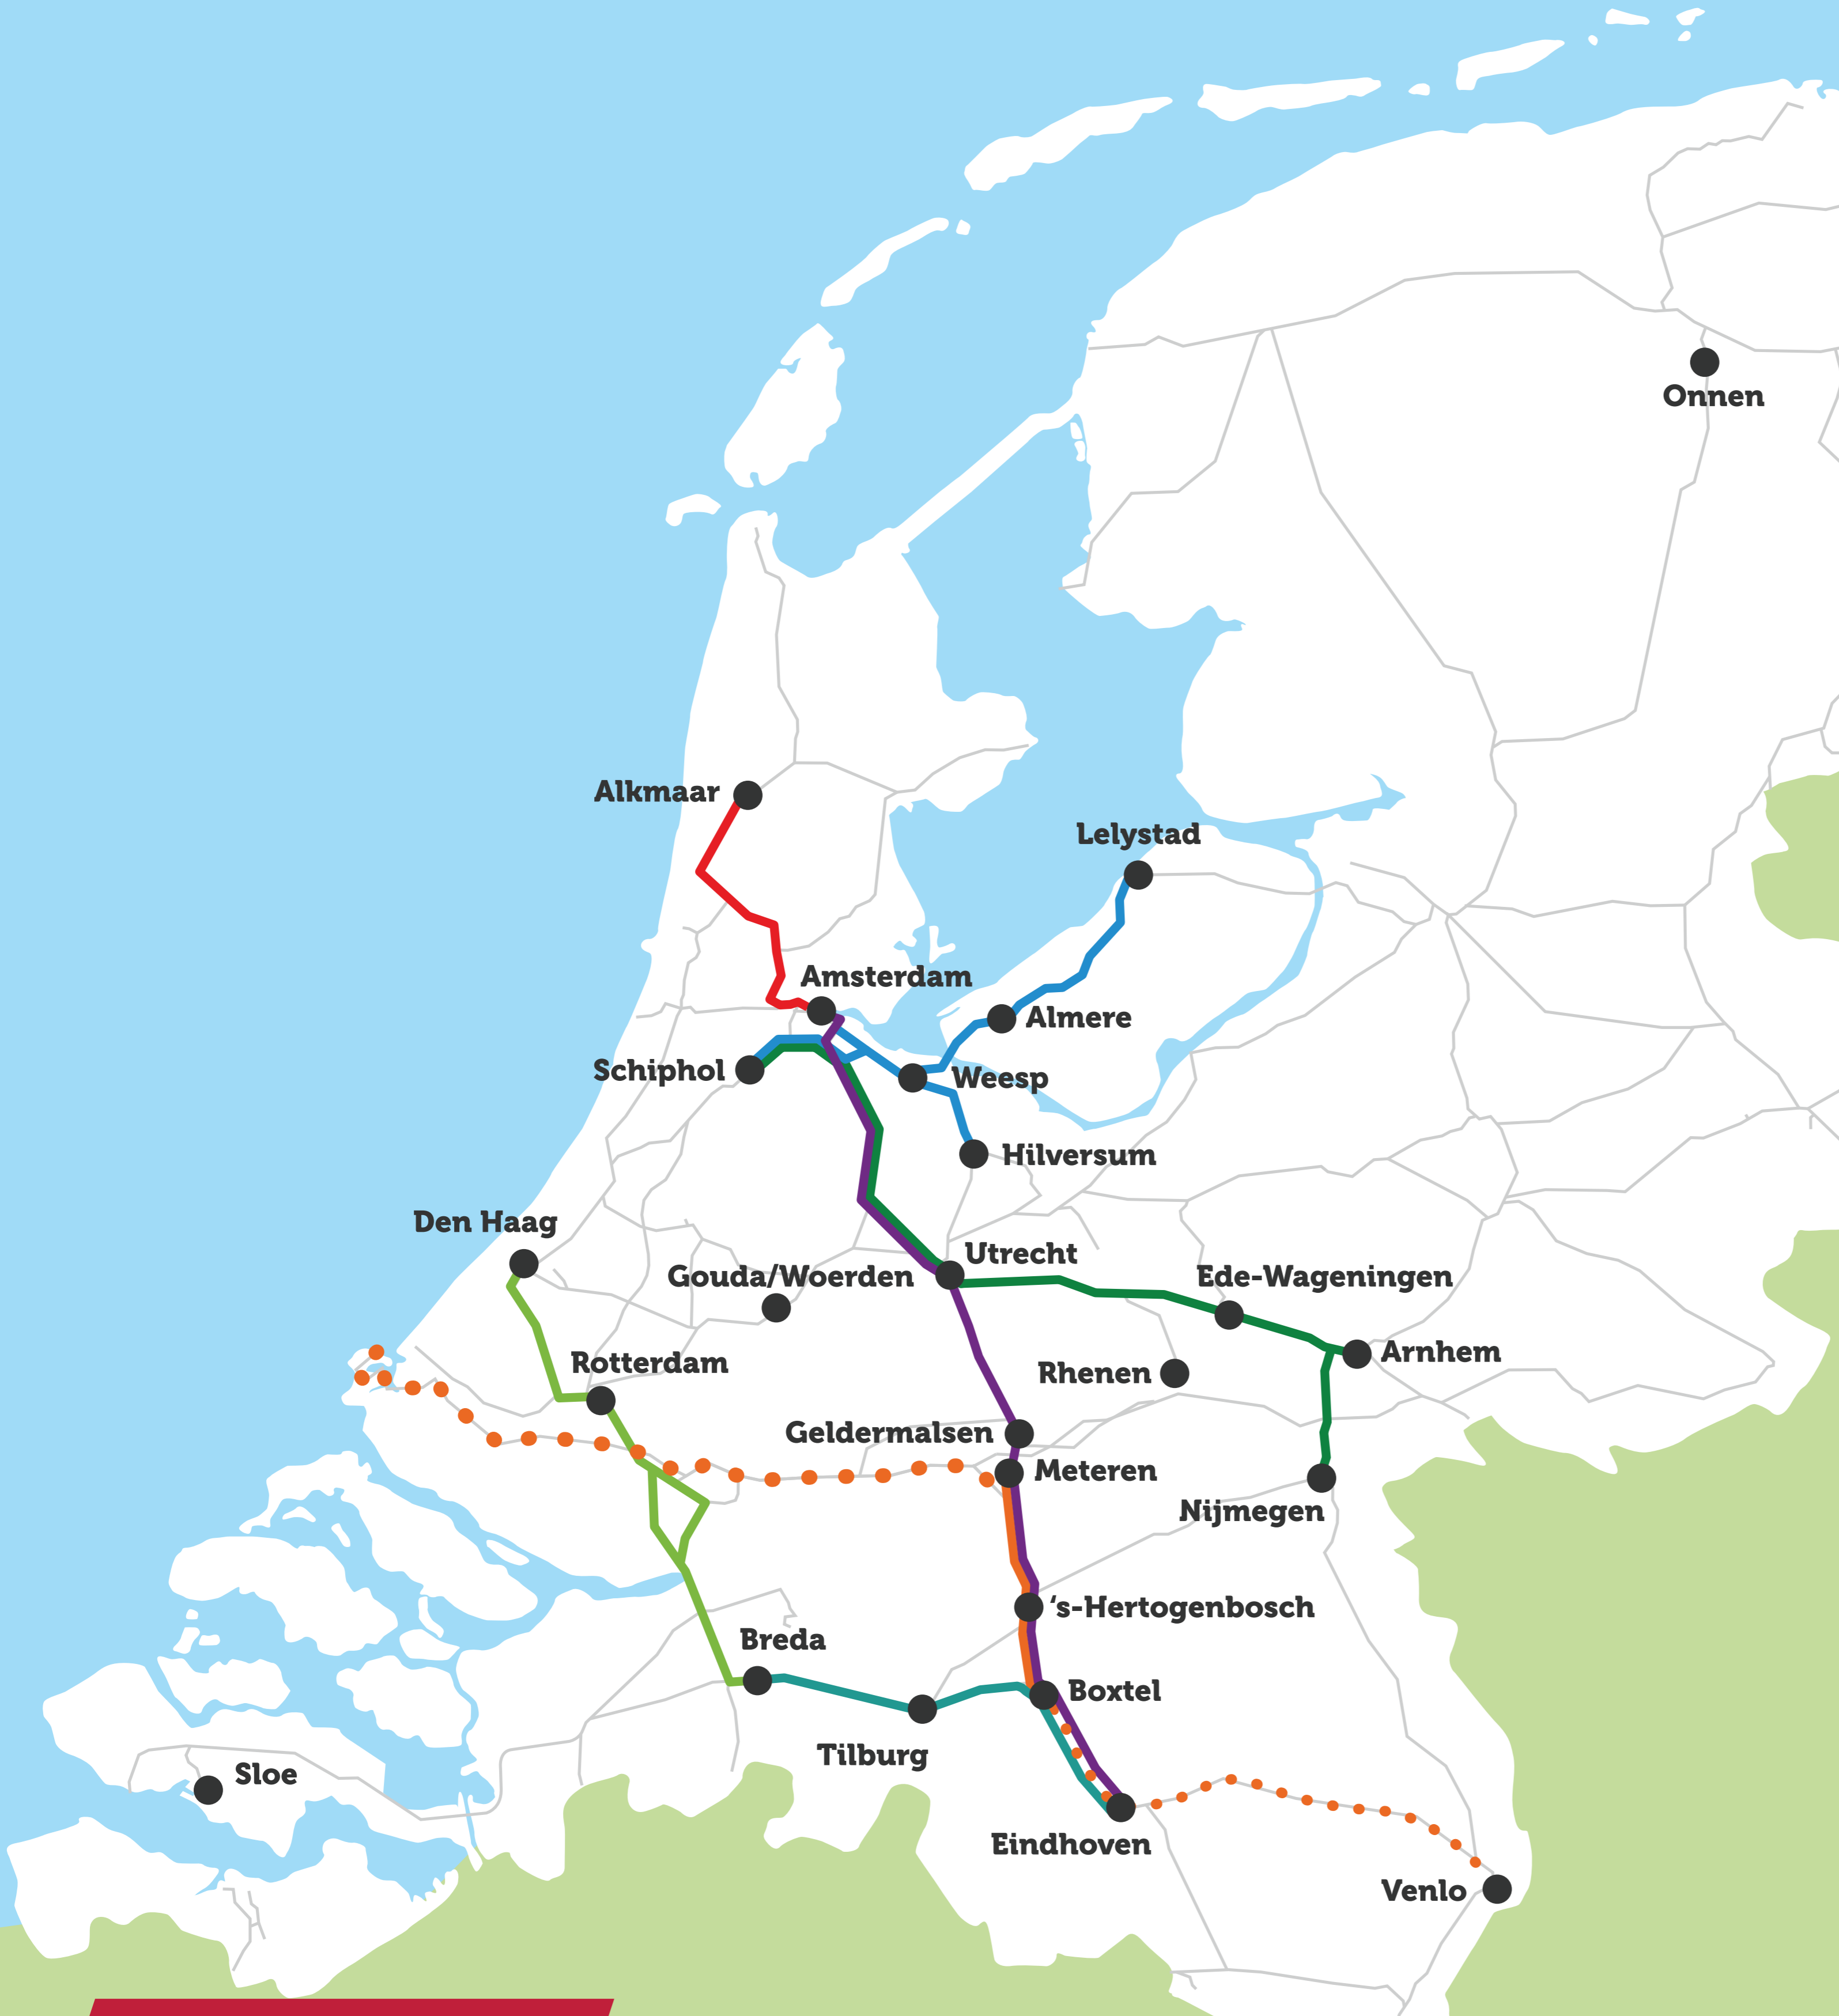 Onnen
Alkmaar
Lelystad
Amsterdam
Almere
Schiphol
Weesp
Hilversum
Den Haag
Utrecht
Gouda/Woerden
Ede-Wageningen
Arnhem
Rotterdam
Rhenen
Geldermalsen
Meteren
Nijmegen
‘s-Hertogenbosch
Breda
Boxtel
Tilburg
Sloe
Eindhoven
Venlo